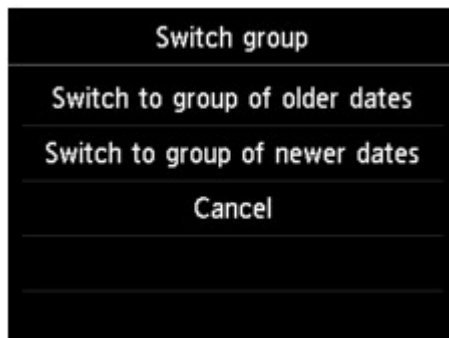 Switch group
Switch to group of older dates
Switch to group of newer dates
Cancel